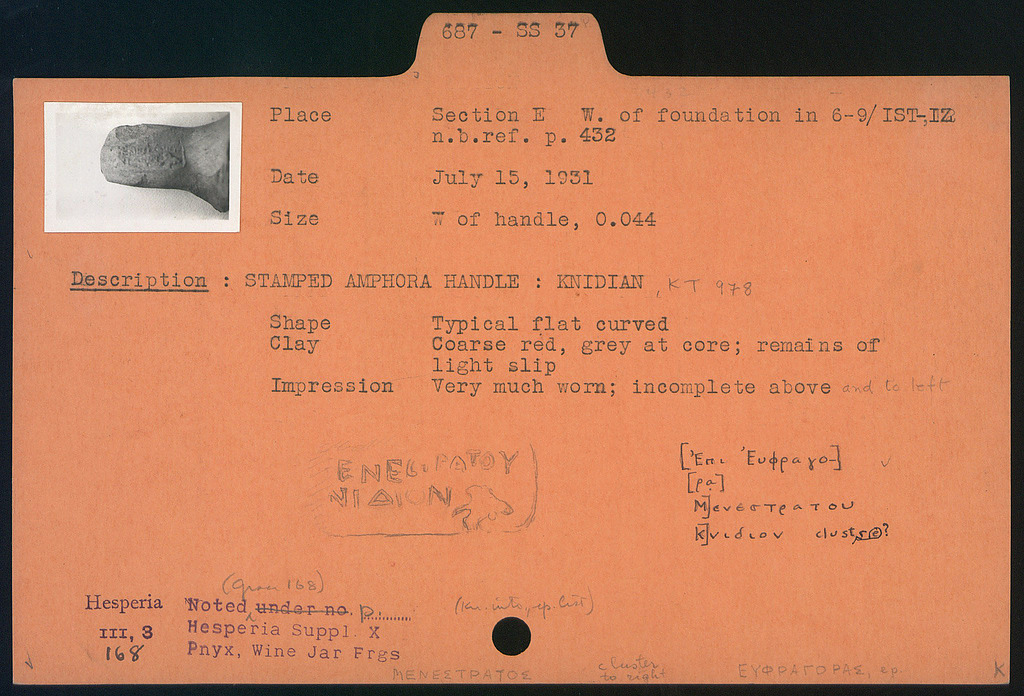 687 - SS 37
Place Section E W. of foundation in 6-9/IST-IZ
n.b.ref. p. 432
Date July 15, 1931
Size W of handle, 0.044
Description : STAMPED AMPHORA HANDLE : KNIDIAN , KT 978
Shape Typical flat curved
Clay Coarse red, grey at core; remains of
light slip
Impression Very much worn; incomplete above and to left
ΕΝΕΣΤΡΑΤΟΥ
ΝΙΔΙΟΝ
[Ἐπι Ἐυφραγο-]
[ρα]
Μ]ενεστρατου
Κ]νιδιον cluster?
(Grace 168)
Hesperia III, 3 168
Noted under no. p.
Hesperia Suppl. X
Pnyx, Wine Jar Frgs
ΜΕΝΕΣΤΡΑΤΟΣ
cluster
to right
ΕΥΦΡΑΓΟΡΑΣ, ep.
K